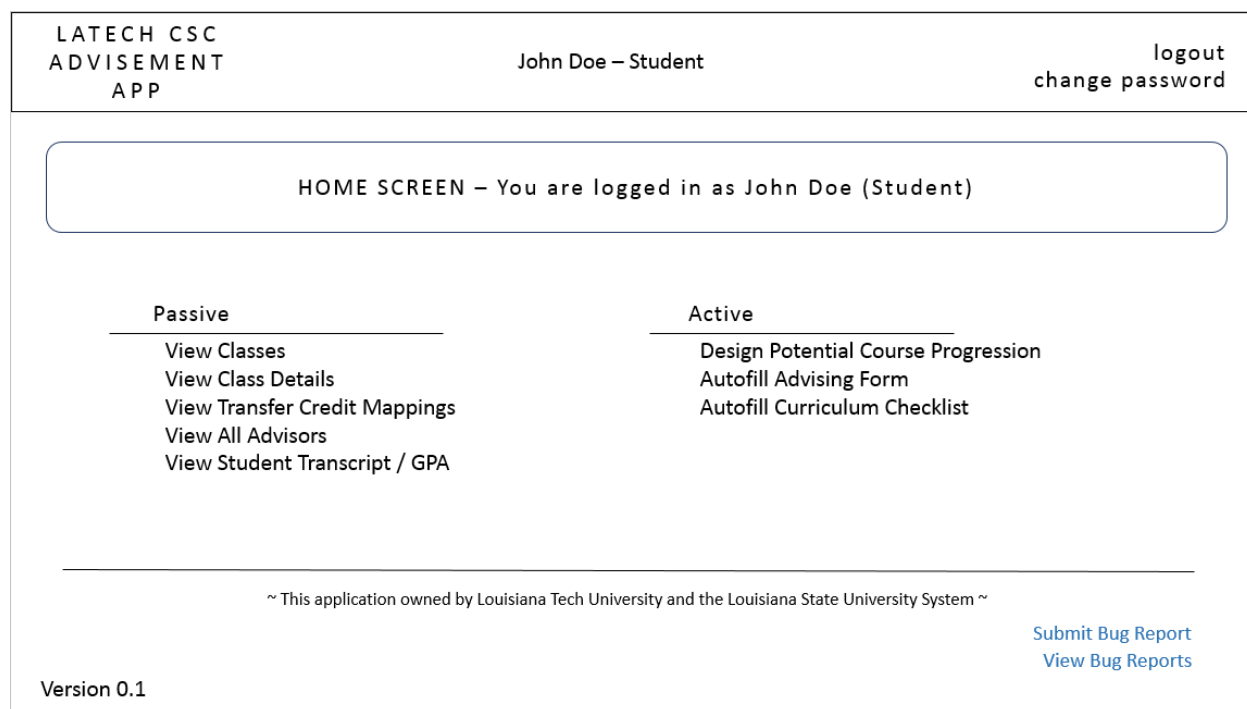 LATECH CSC
ADVISEMENT
APP
John Doe – Student
logout
change password
HOME SCREEN – You are logged in as John Doe (Student)
Passive
View Classes
View Class Details
View Transfer Credit Mappings
View All Advisors
View Student Transcript / GPA
Active
Design Potential Course Progression
Autofill Advising Form
Autofill Curriculum Checklist
~ This application owned by Louisiana Tech University and the Louisiana State University System ~
Submit Bug Report
View Bug Reports
Version 0.1